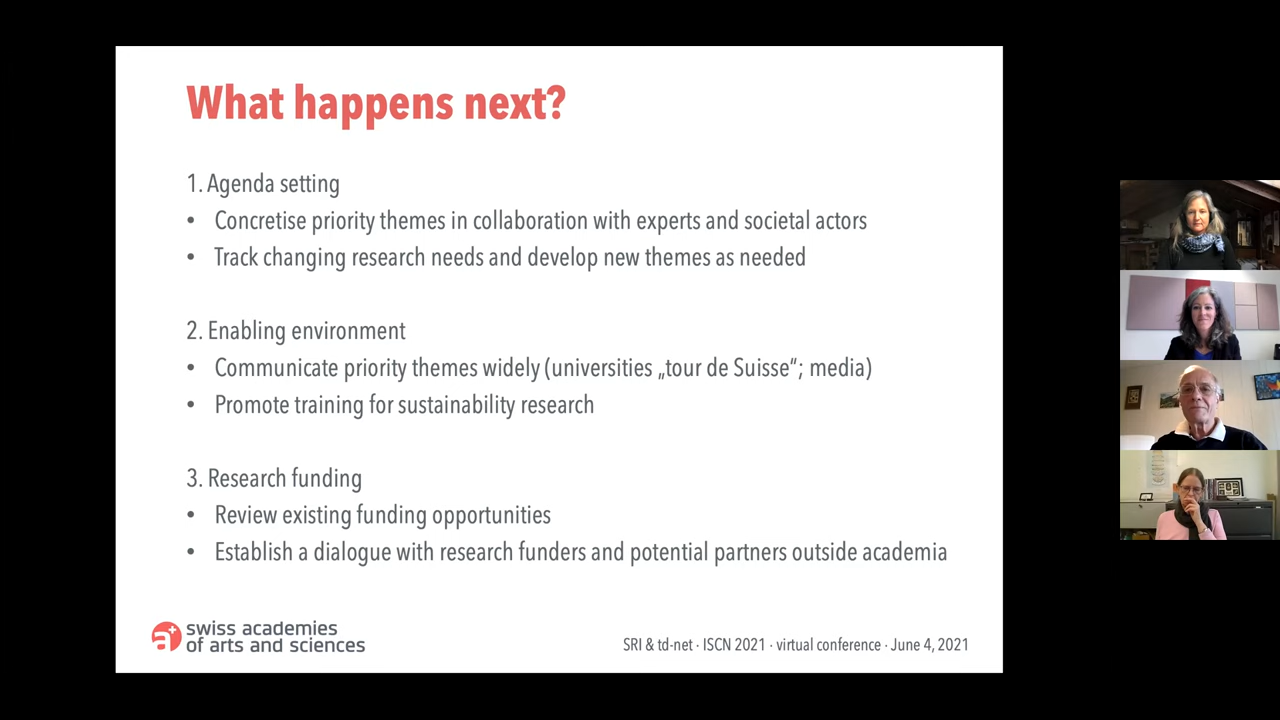 What happens next?
1. Agenda setting
• Concretise priority themes in collaboration with experts and societal actors
• Track changing research needs and develop new themes as needed
2. Enabling environment
• Communicate priority themes widely (universities „tour de Suisse“; media)
• Promote training for sustainability research
3. Research funding
• Review existing funding opportunities
• Establish a dialogue with research funders and potential partners outside academia
a+ swiss academies
of arts and sciences
SRI & td-net · ISCN 2021 · virtual conference · June 4, 2021